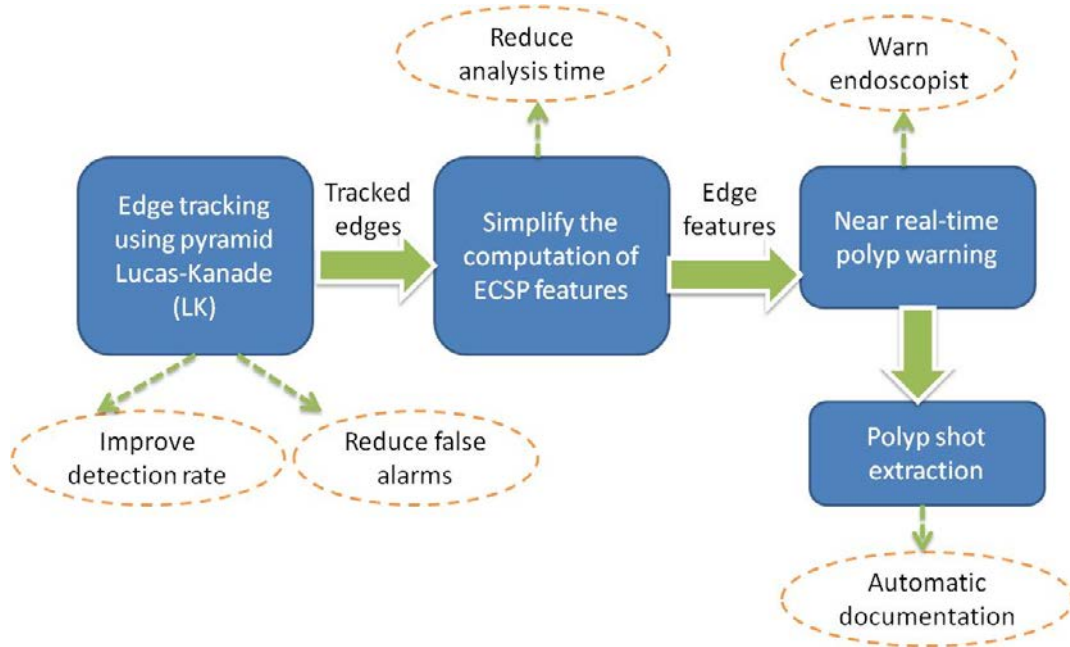 Reduce
analysis time
Warn
endoscopist
Edge tracking
using pyramid
Lucas-Kanade
(LK)
Tracked
edges
Simplify the
computation of
ECSP features
Edge
features
Near real-time
polyp warning
Improve
detection rate
Reduce false
alarms
Polyp shot
extraction
Automatic
documentation